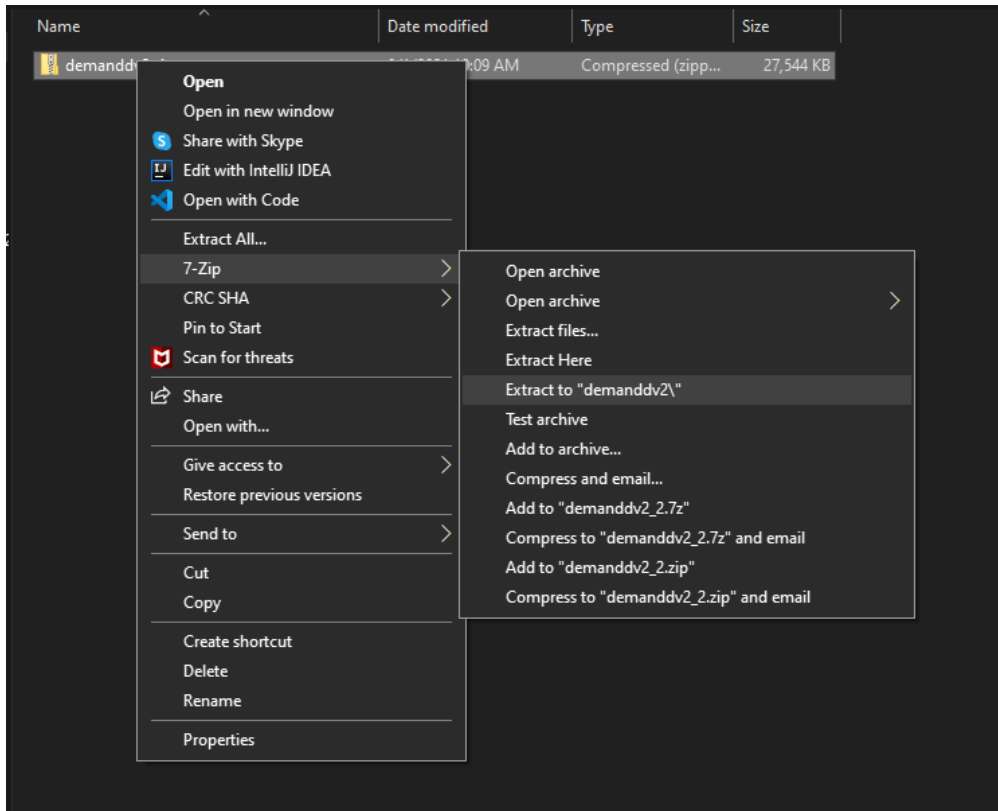 Name Date modified Type Size
Compressed (zipp... 27,544 KB
Open
Open in new window
Share with Skype
Edit with IntelliJ IDEA
Open with Code
Extract All...
7-Zip
CRC SHA
Pin to Start
Scan for threats
Share
Open with...
Give access to
Restore previous versions
Send to
Cut
Copy
Create shortcut
Delete
Rename
Properties
Open archive
Open archive
Extract files...
Extract Here
Extract to "demanddv2\"
Test archive
Add to archive...
Compress and email...
Add to "demanddv2_2.7z"
Compress to "demanddv2_2.7z" and email
Add to "demanddv2_2.zip"
Compress to "demanddv2_2.zip" and email